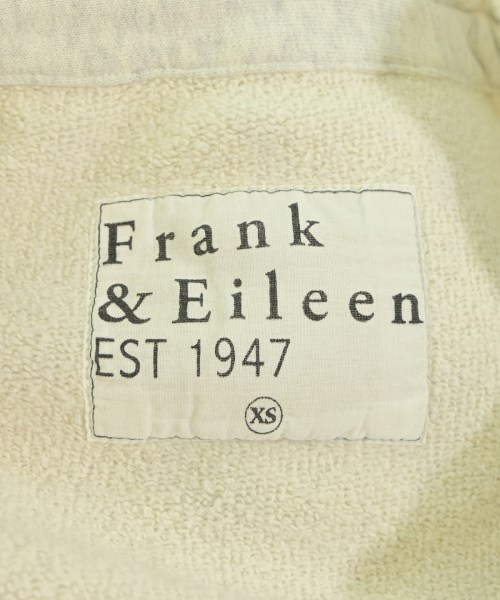 Frank
& Eileen
EST 1947
XS